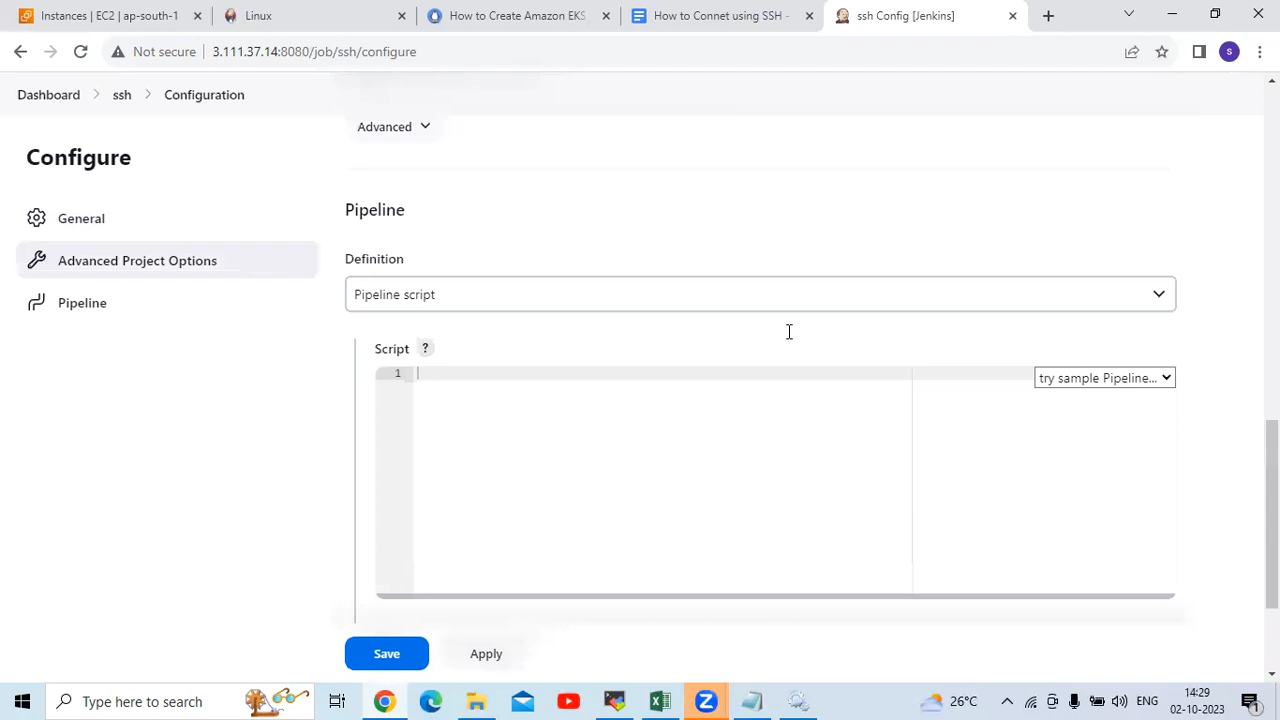 Instances | EC2 | ap-south-1
Linux
How to Create Amazon EKS
How to Connet using SSH -
ssh Config [Jenkins]
Not secure
3.111.37.14:8080/job/ssh/configure
S
Dashboard
ssh
Configuration
Advanced
Configure
General
Advanced Project Options
Pipeline
Pipeline
Definition
Pipeline script
Script ?
1
try sample Pipeline...
Save
Apply
Type here to search
26°C
ENG
14:29
02-10-2023
1